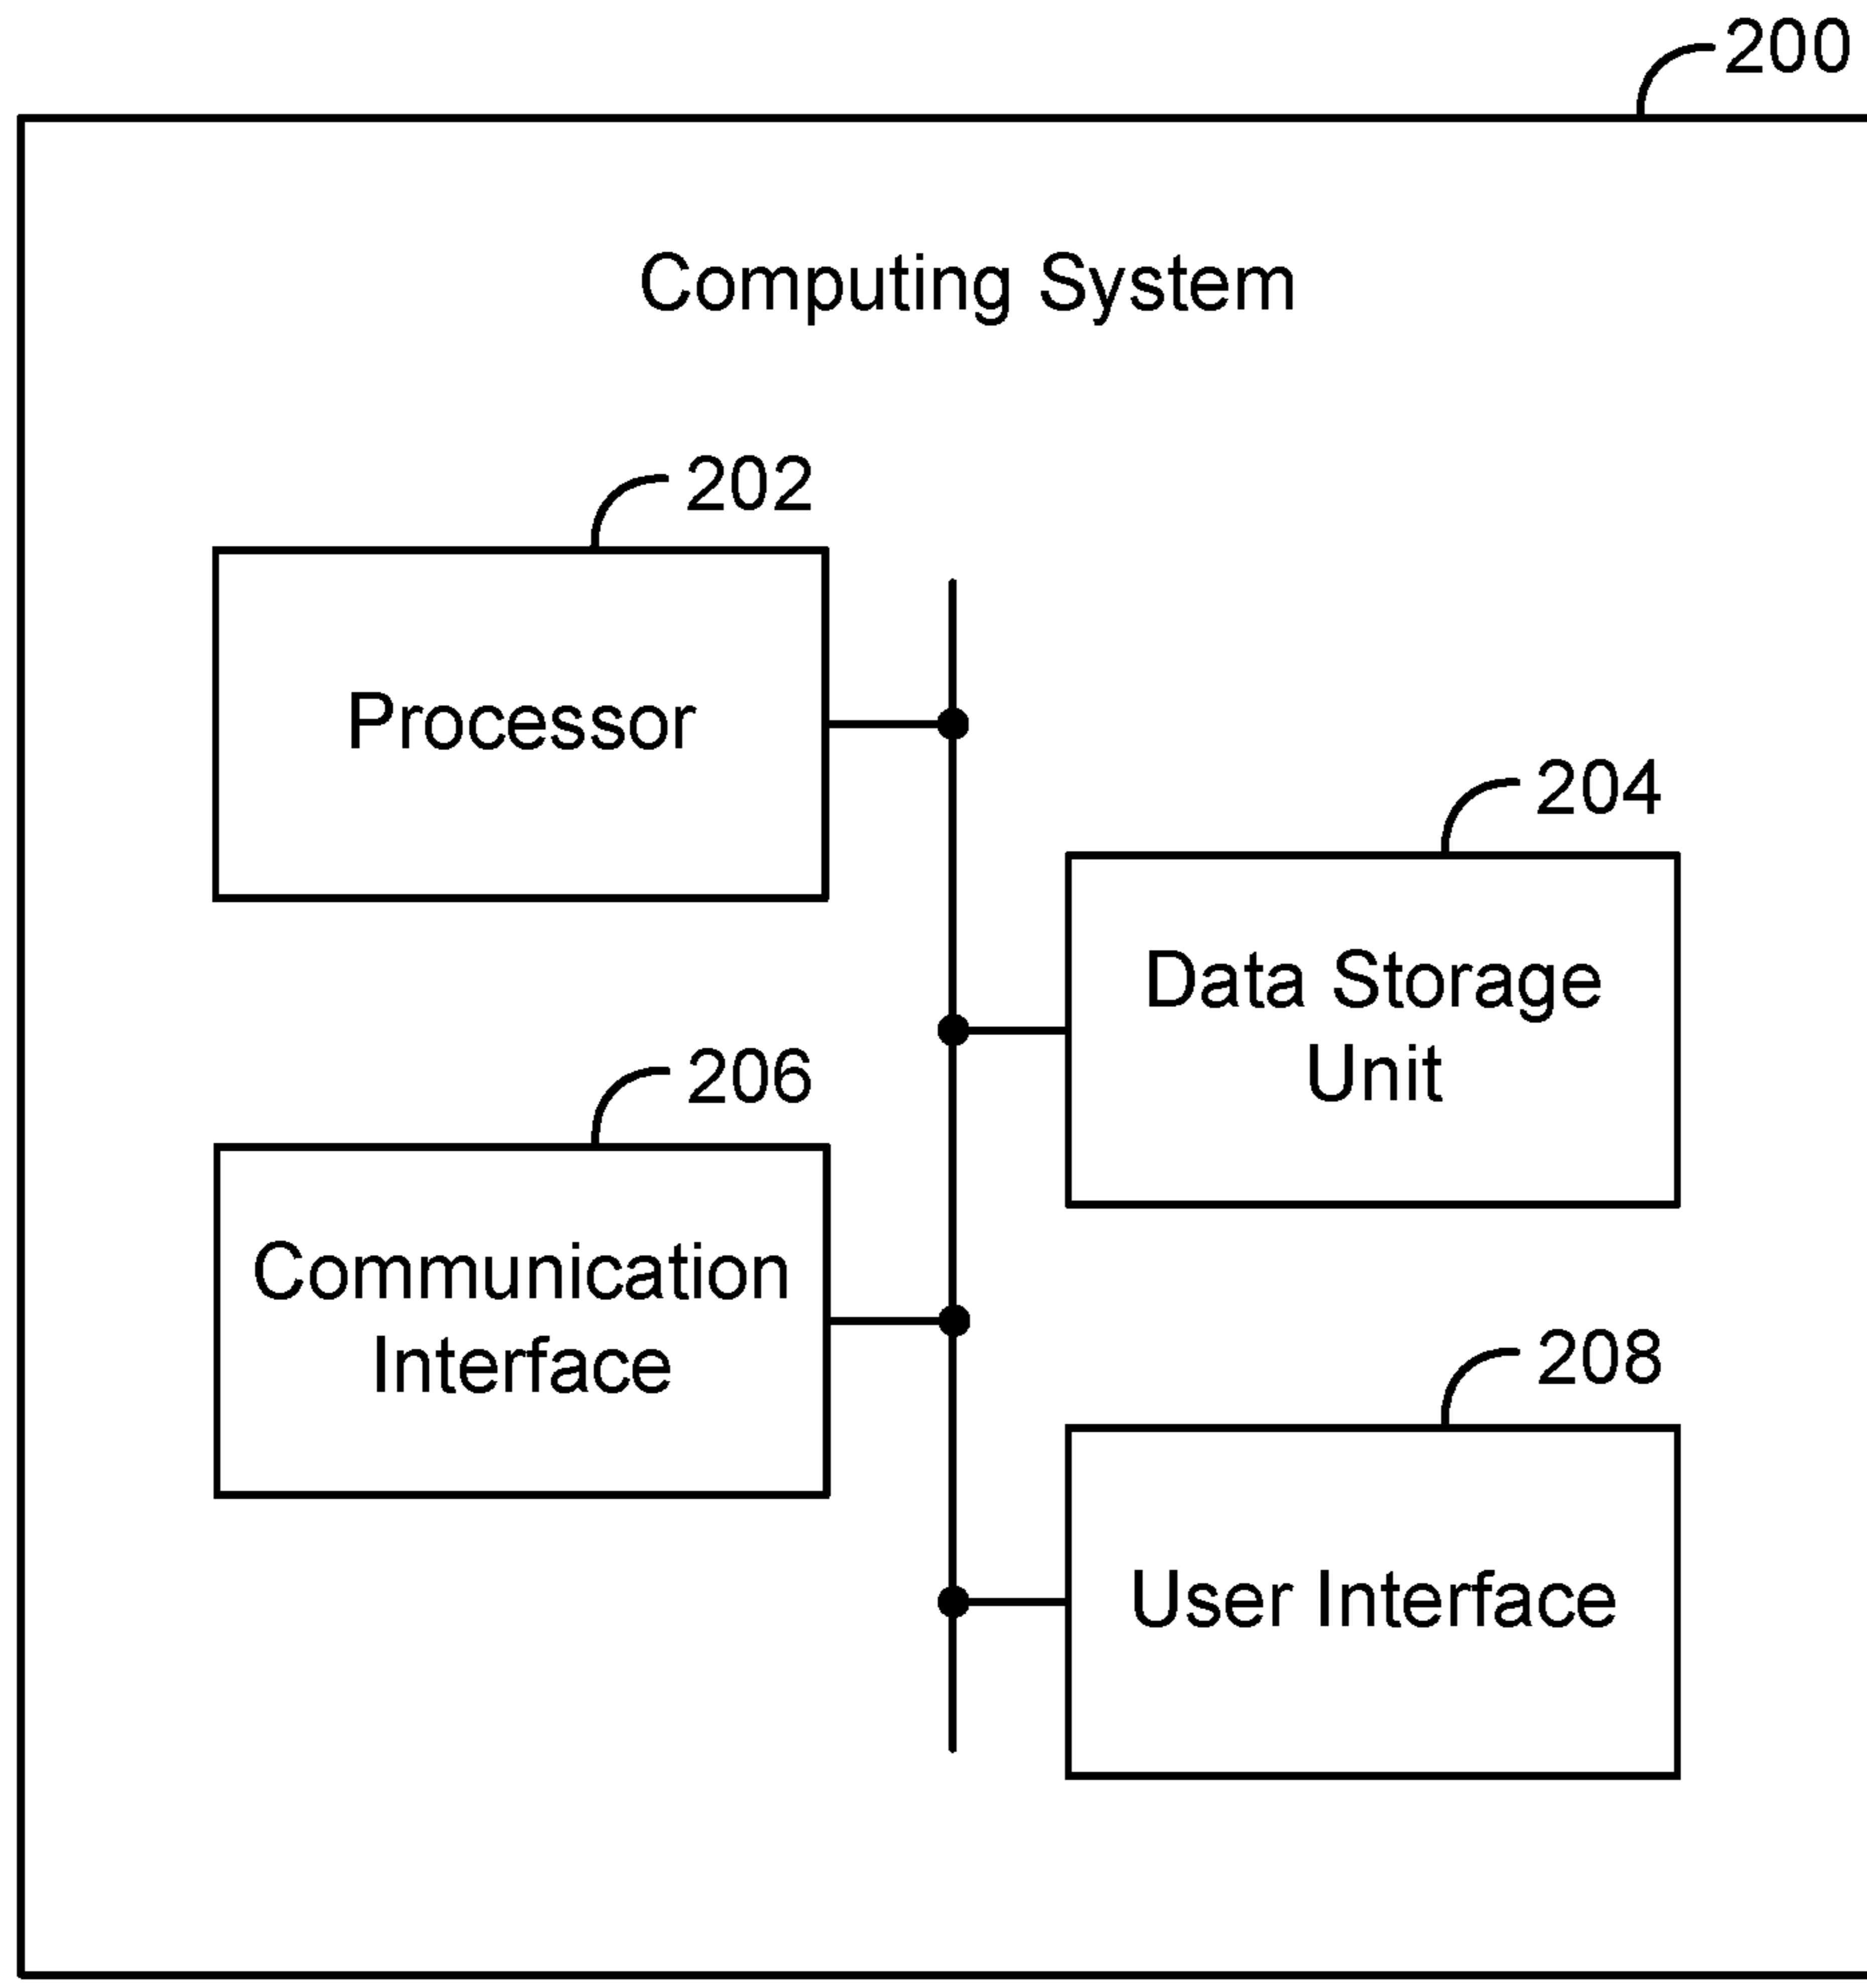 200
Computing System
202
Processor
204
Data Storage
Unit
206
Communication
Interface
208
User Interface